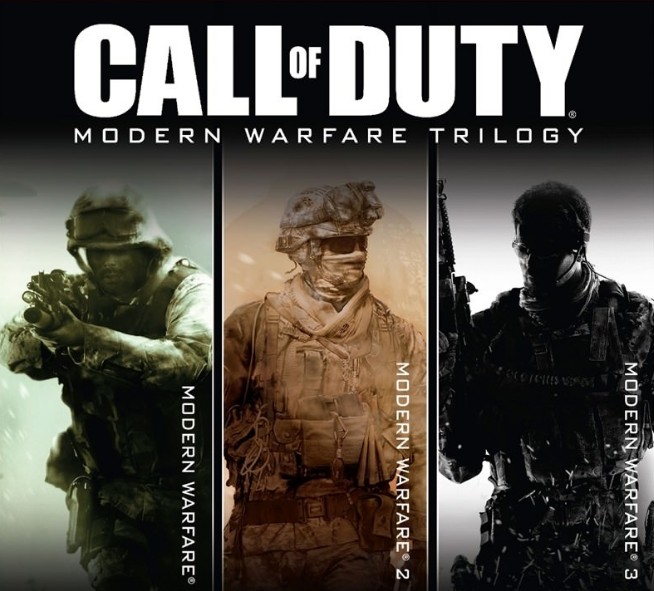 CALL OF DUTY®
MODERN WARFARE TRILOGY
MODERN WARFARE®
MODERN WARFARE® 2
MODERN WARFARE® 3